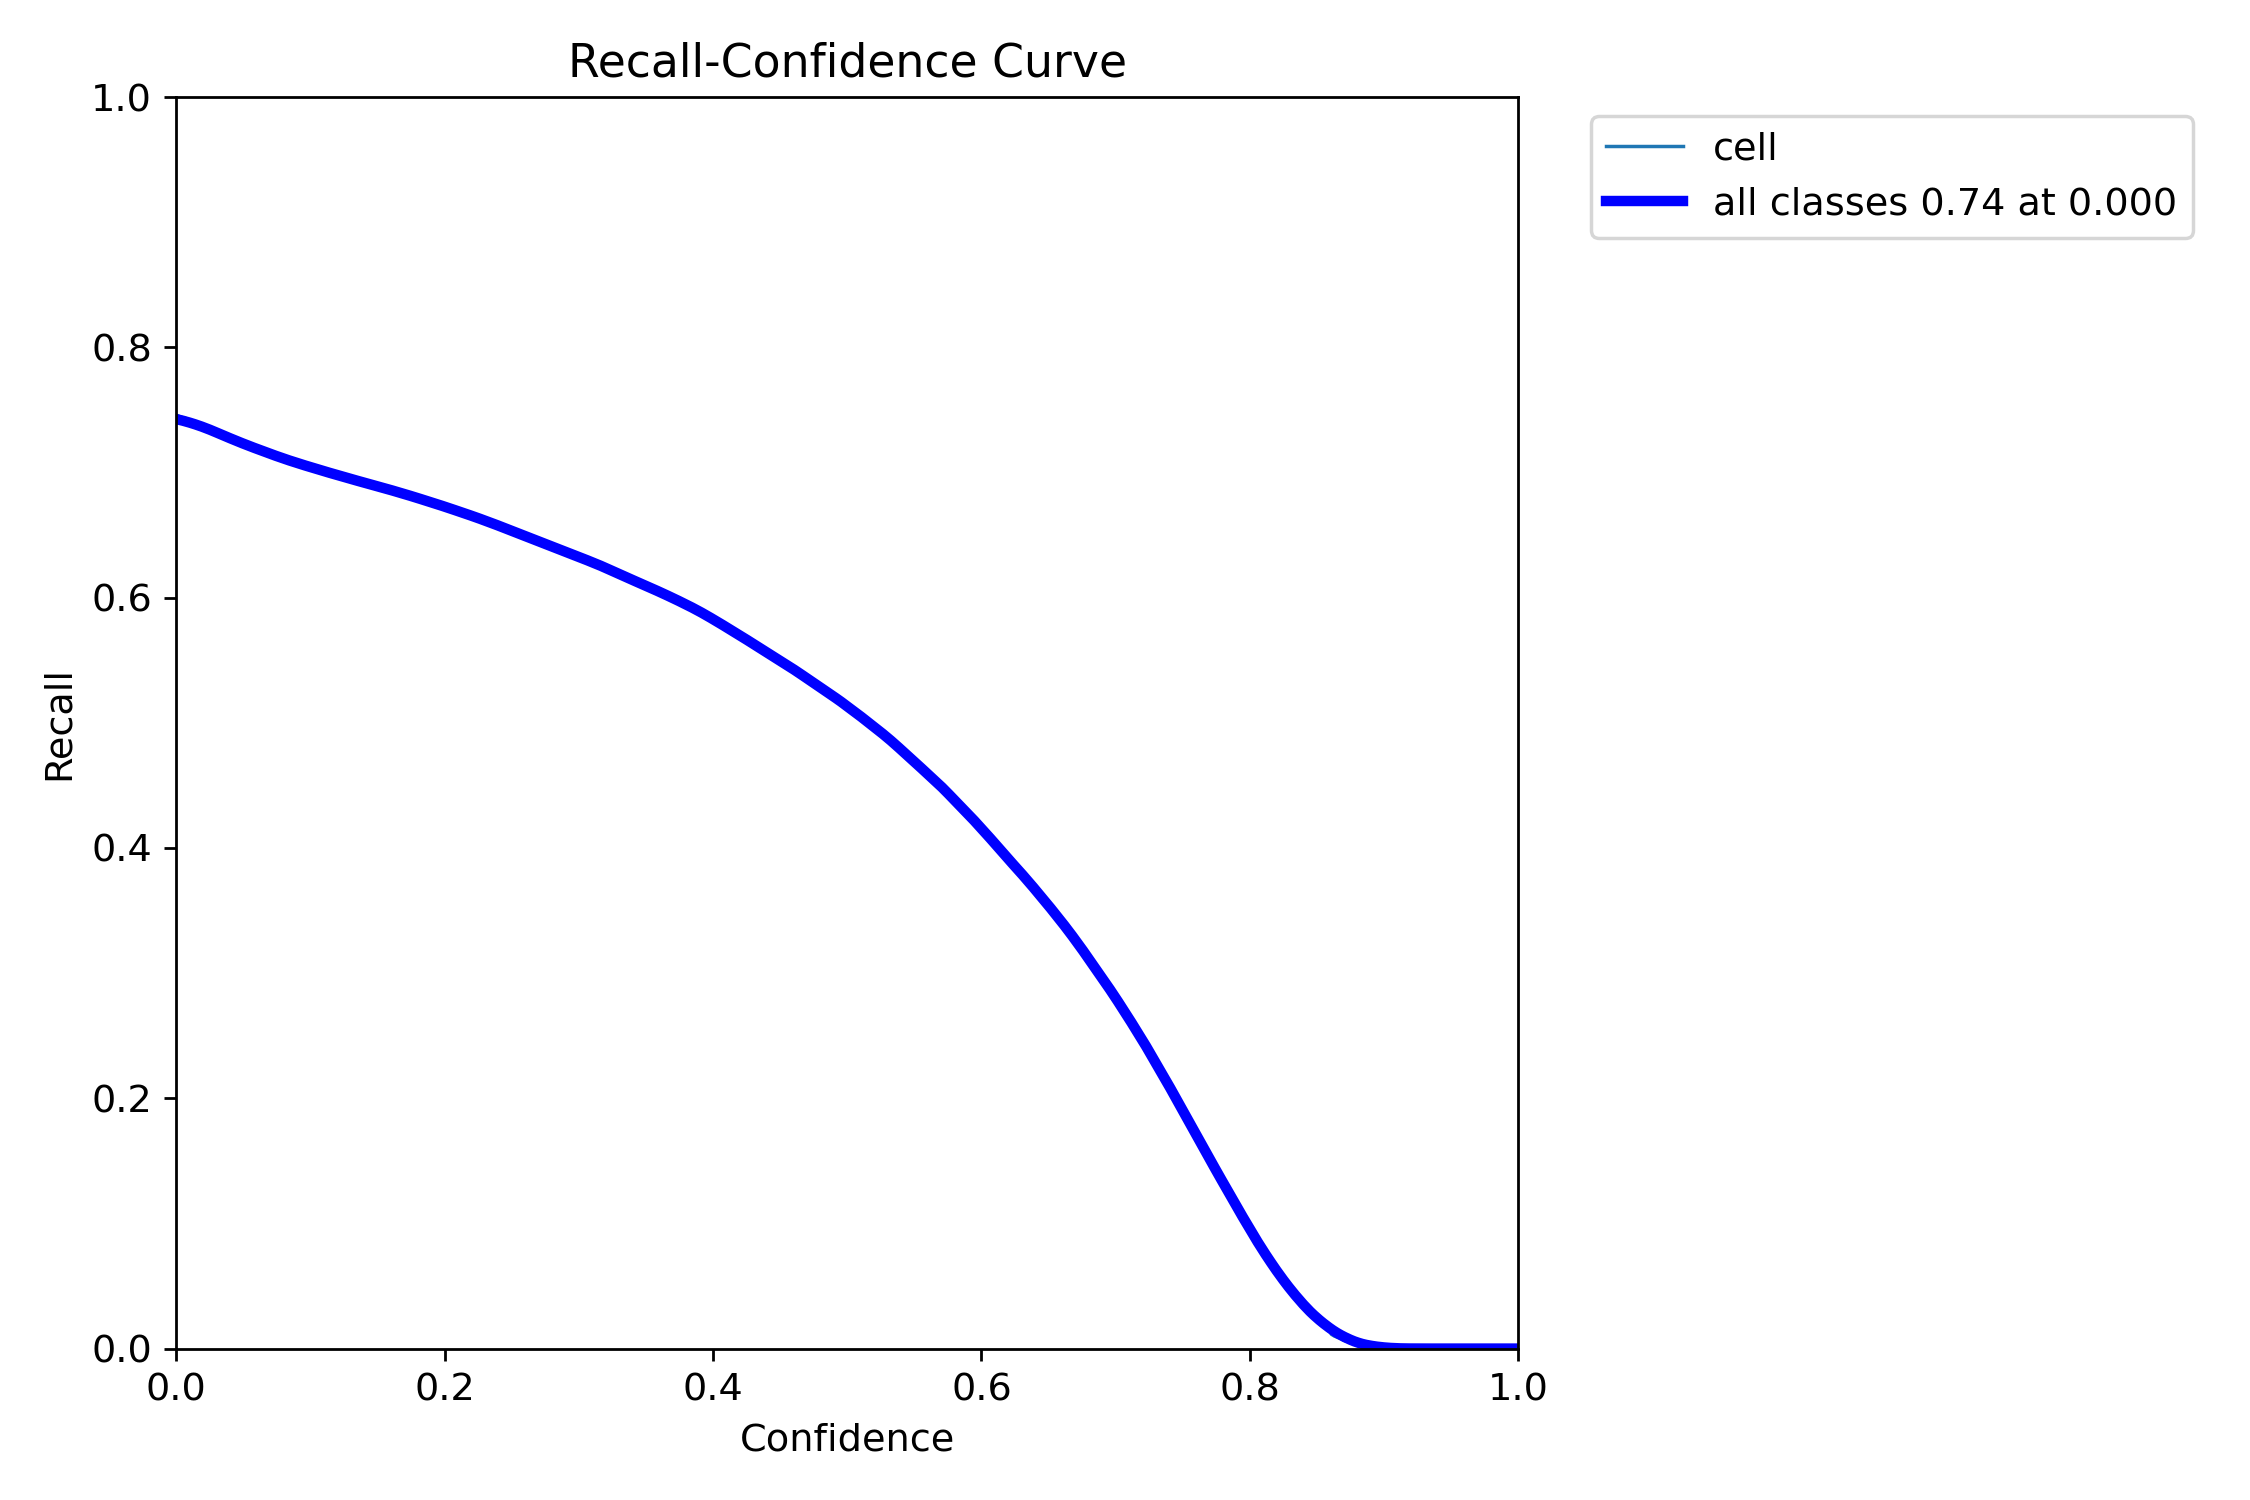 Recall-Confidence Curve
1.0
0.8
0.6
0.4
0.2
0.0
Recall
0.0 0.2 0.4 0.6 0.8 1.0
Confidence
cell
all classes 0.74 at 0.000